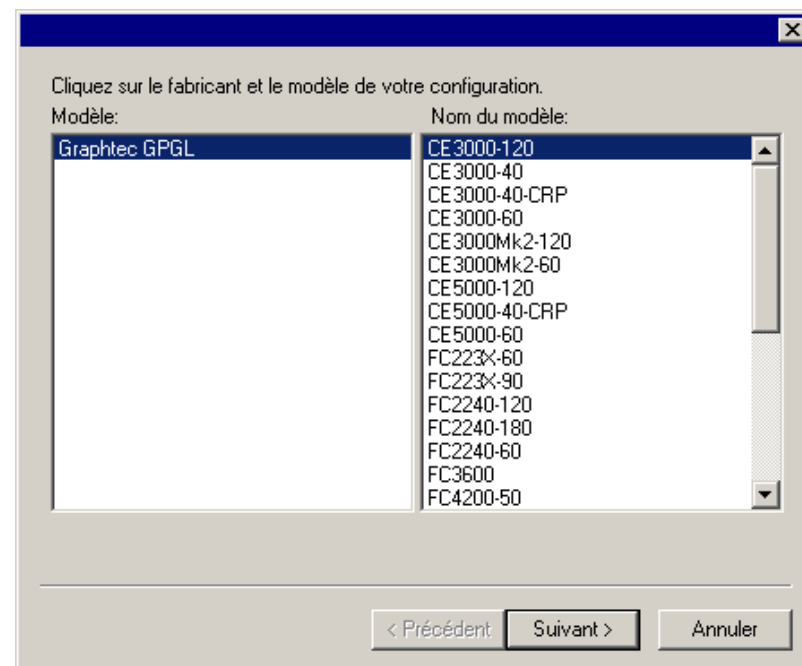 Cliquez sur le fabricant et le modèle de votre configuration.
Modèle:
Nom du modèle:
Graphtec GPGL
CE3000-120
CE3000-40
CE3000-40-CRP
CE3000-60
CE3000Mk2-120
CE3000Mk2-60
CE5000-120
CE5000-40-CRP
CE5000-60
FC223X-60
FC223X-90
FC2240-120
FC2240-180
FC2240-60
FC3600
FC4200-50
< Précédent
Suivant >
Annuler